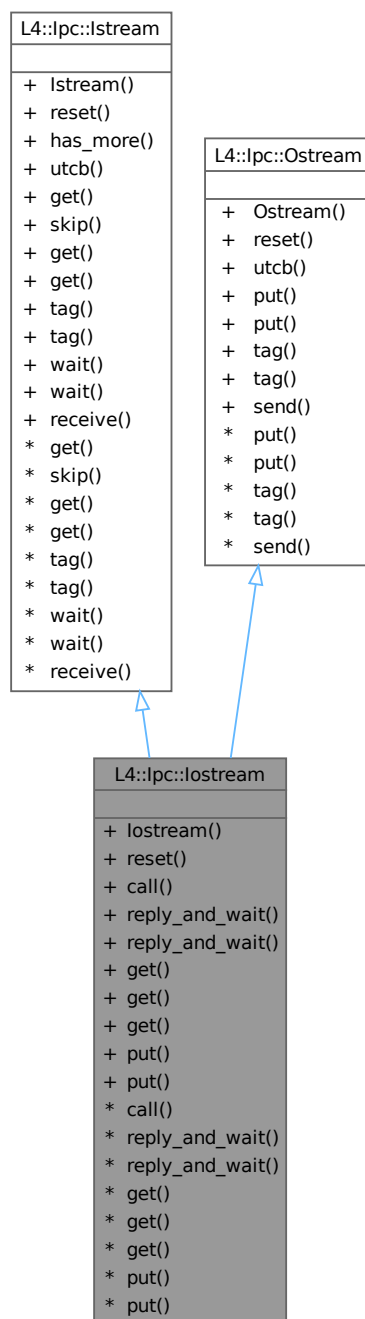 L4::Ipc::Istream
+ Istream()
+ reset()
+ has_more()
+ utcb()
+ get()
+ skip()
+ get()
+ get()
+ tag()
+ tag()
+ wait()
+ wait()
+ receive()
* get()
* skip()
* get()
* get()
* tag()
* tag()
* wait()
* wait()
* receive()
L4::Ipc::Ostream
+ Ostream()
+ reset()
+ utcb()
+ put()
+ put()
+ tag()
+ tag()
+ send()
* put()
* put()
* tag()
* tag()
* send()
L4::Ipc::Iostream
+ Iostream()
+ reset()
+ call()
+ reply_and_wait()
+ reply_and_wait()
+ get()
+ get()
+ get()
+ put()
+ put()
* call()
* reply_and_wait()
* reply_and_wait()
* get()
* get()
* get()
* put()
* put()